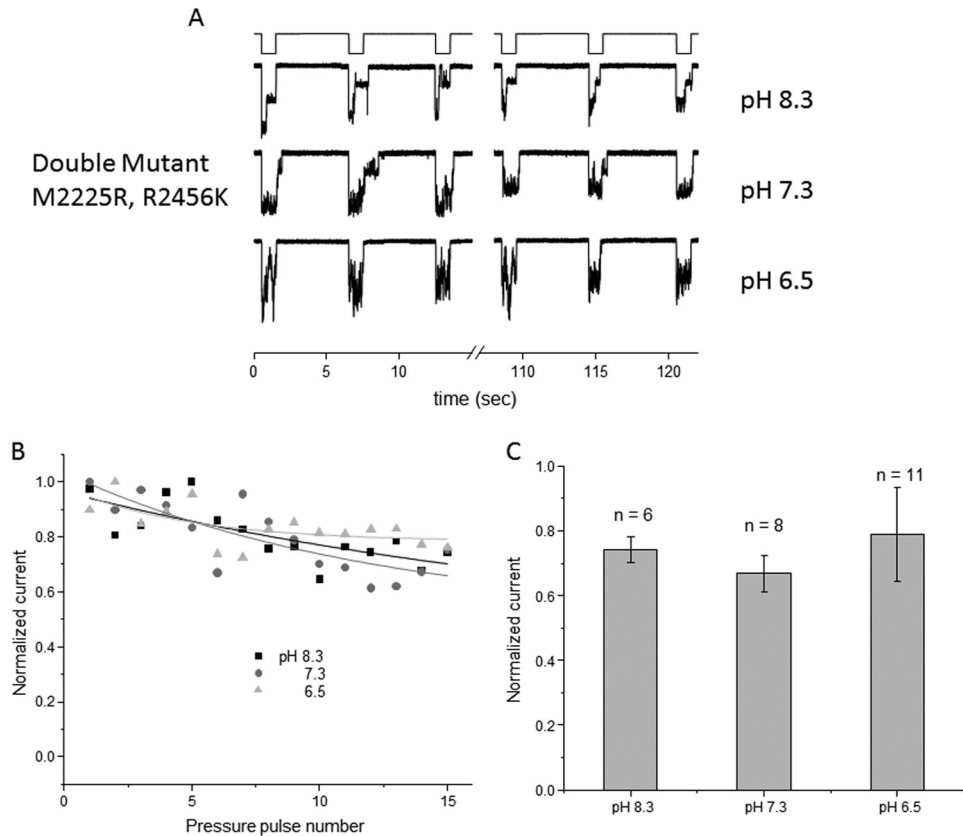 A
pH 8.3
Double Mutant
M2225R, R2456K
pH 7.3
pH 6.5
0 5 10 110 115 120
time (sec)
B
1.0
0.8
0.6
0.4
0.2
0.0
Normalized current
pH 8.3
7.3
6.5
0 5 10 15
Pressure pulse number
C
1.0
0.8
0.6
0.4
0.2
0.0
Normalized current
n = 6
n = 8
n = 11
pH 8.3 pH 7.3 pH 6.5